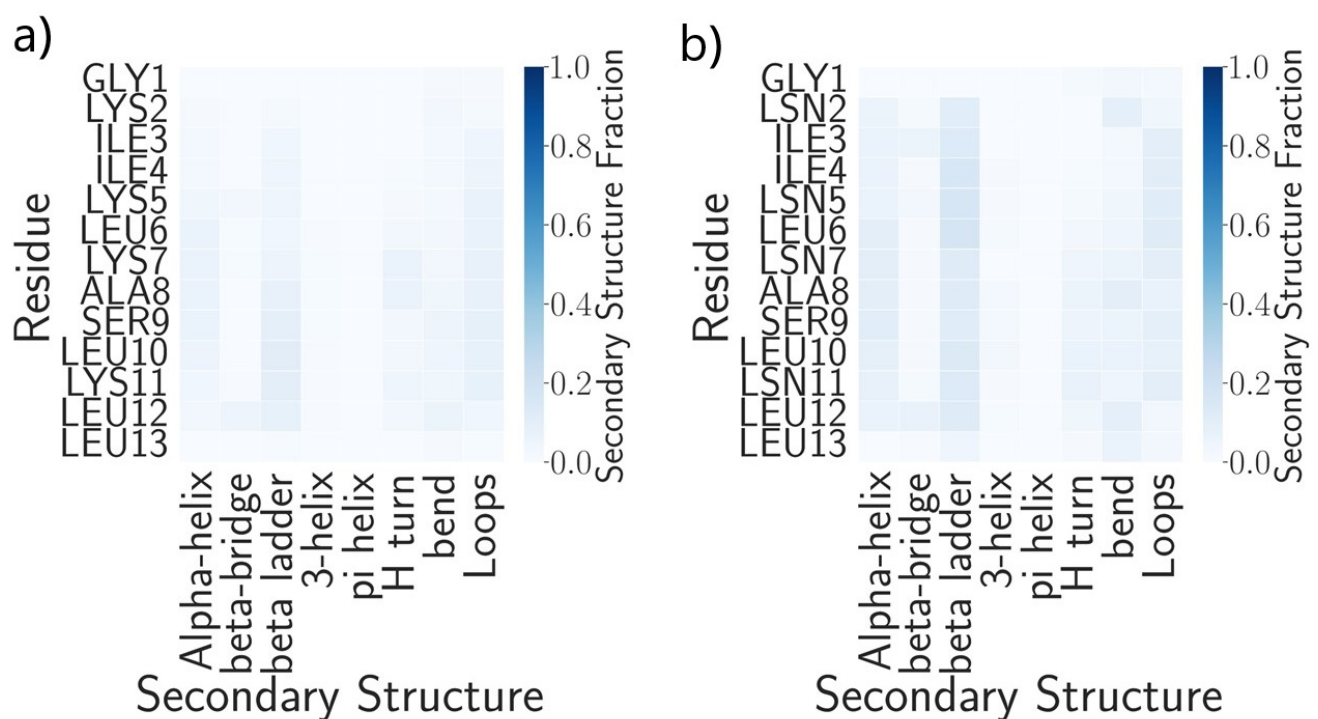 a)
Residue
GLY1
LYS2
ILE3
ILE4
LYS5
LEU6
LYS7
ALA8
SER9
LEU10
LYS11
LEU12
LEU13
Alpha-helix
beta-bridge
beta ladder
3-helix
pi helix
H turn
bend
Loops
Secondary Structure
1.0
0.8
0.6
0.4
0.2
0.0
Secondary Structure Fraction
b)
Residue
GLY1
LSN2
ILE3
ILE4
LSN5
LEU6
LSN7
ALA8
SER9
LEU10
LSN11
LEU12
LEU13
Alpha-helix
beta-bridge
beta ladder
3-helix
pi helix
H turn
bend
Loops
Secondary Structure
1.0
0.8
0.6
0.4
0.2
0.0
Secondary Structure Fraction